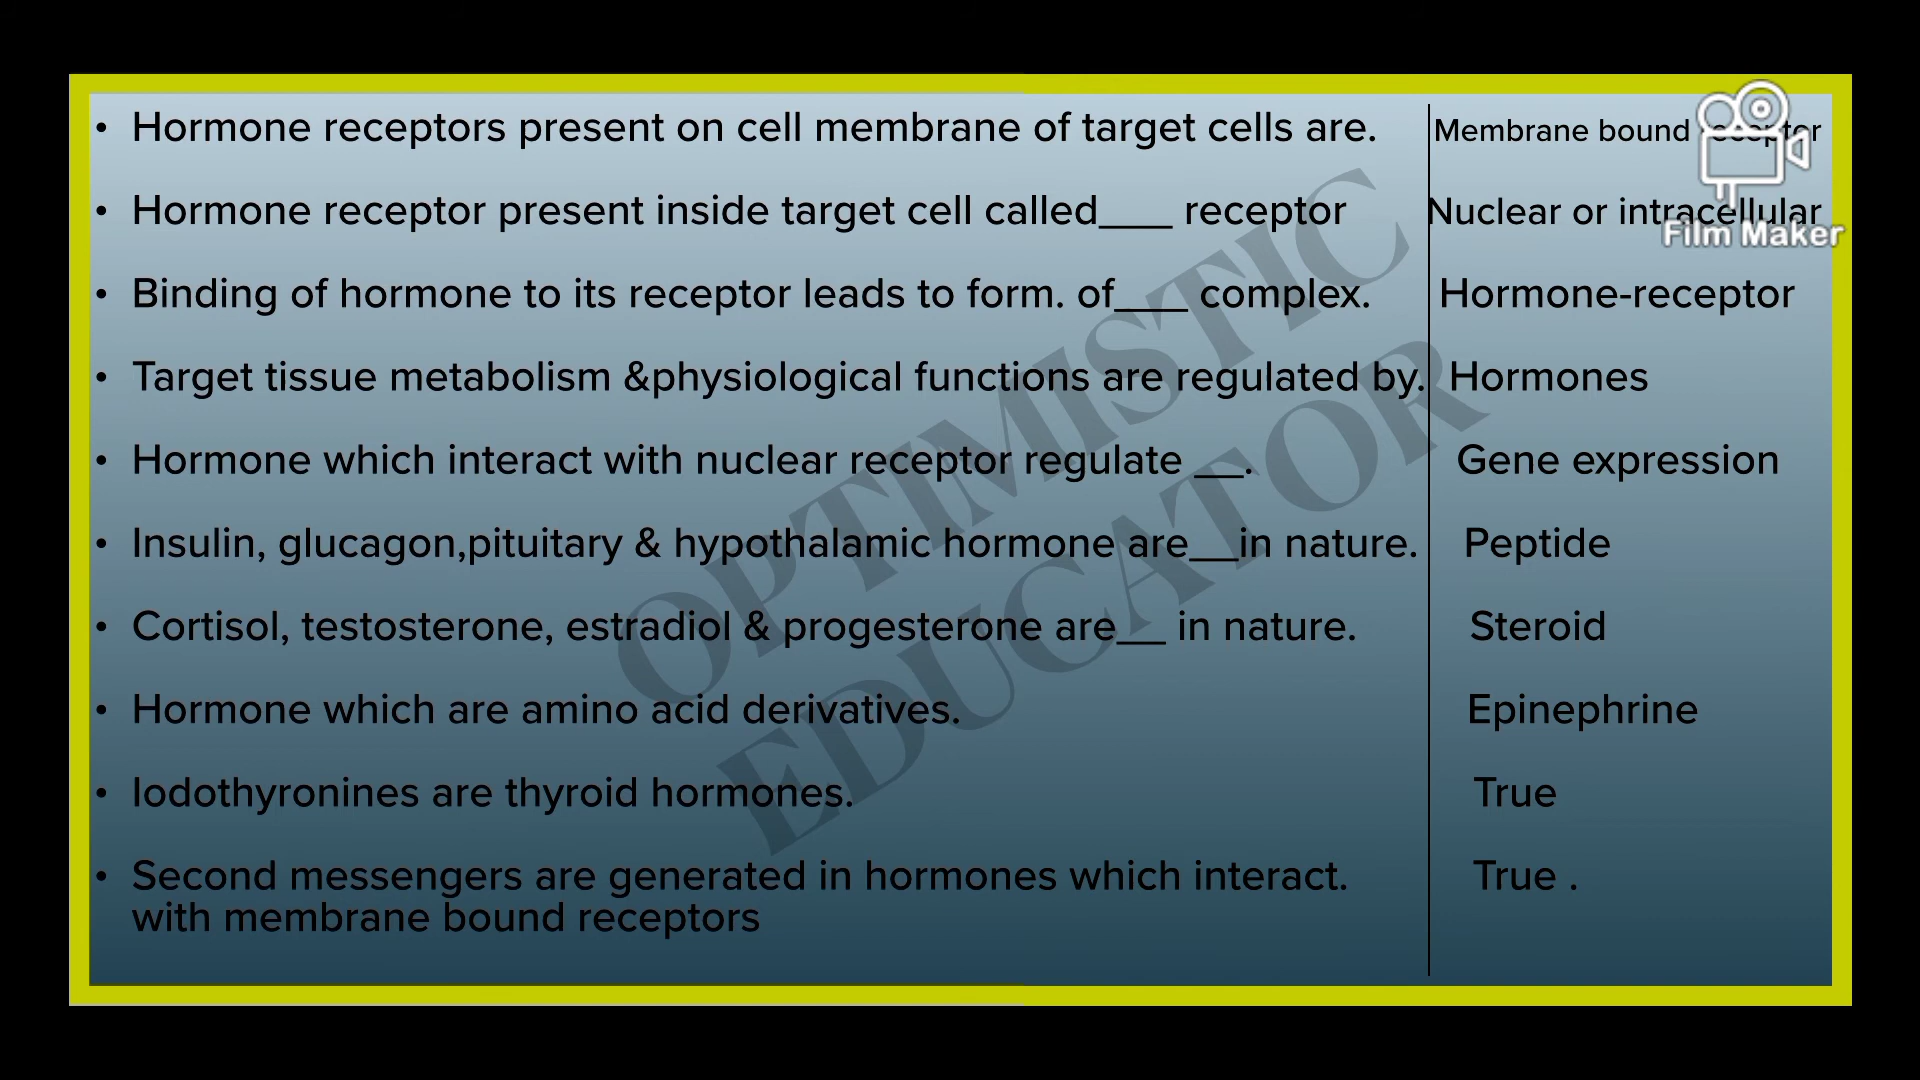 • Hormone receptors present on cell membrane of target cells are. Membrane bound receptor
• Hormone receptor present inside target cell called___ receptor Nuclear or intracellular
Film Maker
• Binding of hormone to its receptor leads to form. of___ complex. Hormone-receptor
• Target tissue metabolism &physiological functions are regulated by. Hormones
• Hormone which interact with nuclear receptor regulate __. Gene expression
• Insulin, glucagon,pituitary & hypothalamic hormone are__in nature. Peptide
• Cortisol, testosterone, estradiol & progesterone are__ in nature. Steroid
• Hormone which are amino acid derivatives. Epinephrine
• Iodothyronines are thyroid hormones. True
• Second messengers are generated in hormones which interact. True .
with membrane bound receptors
OPTIMISTIC
EDUCATOR